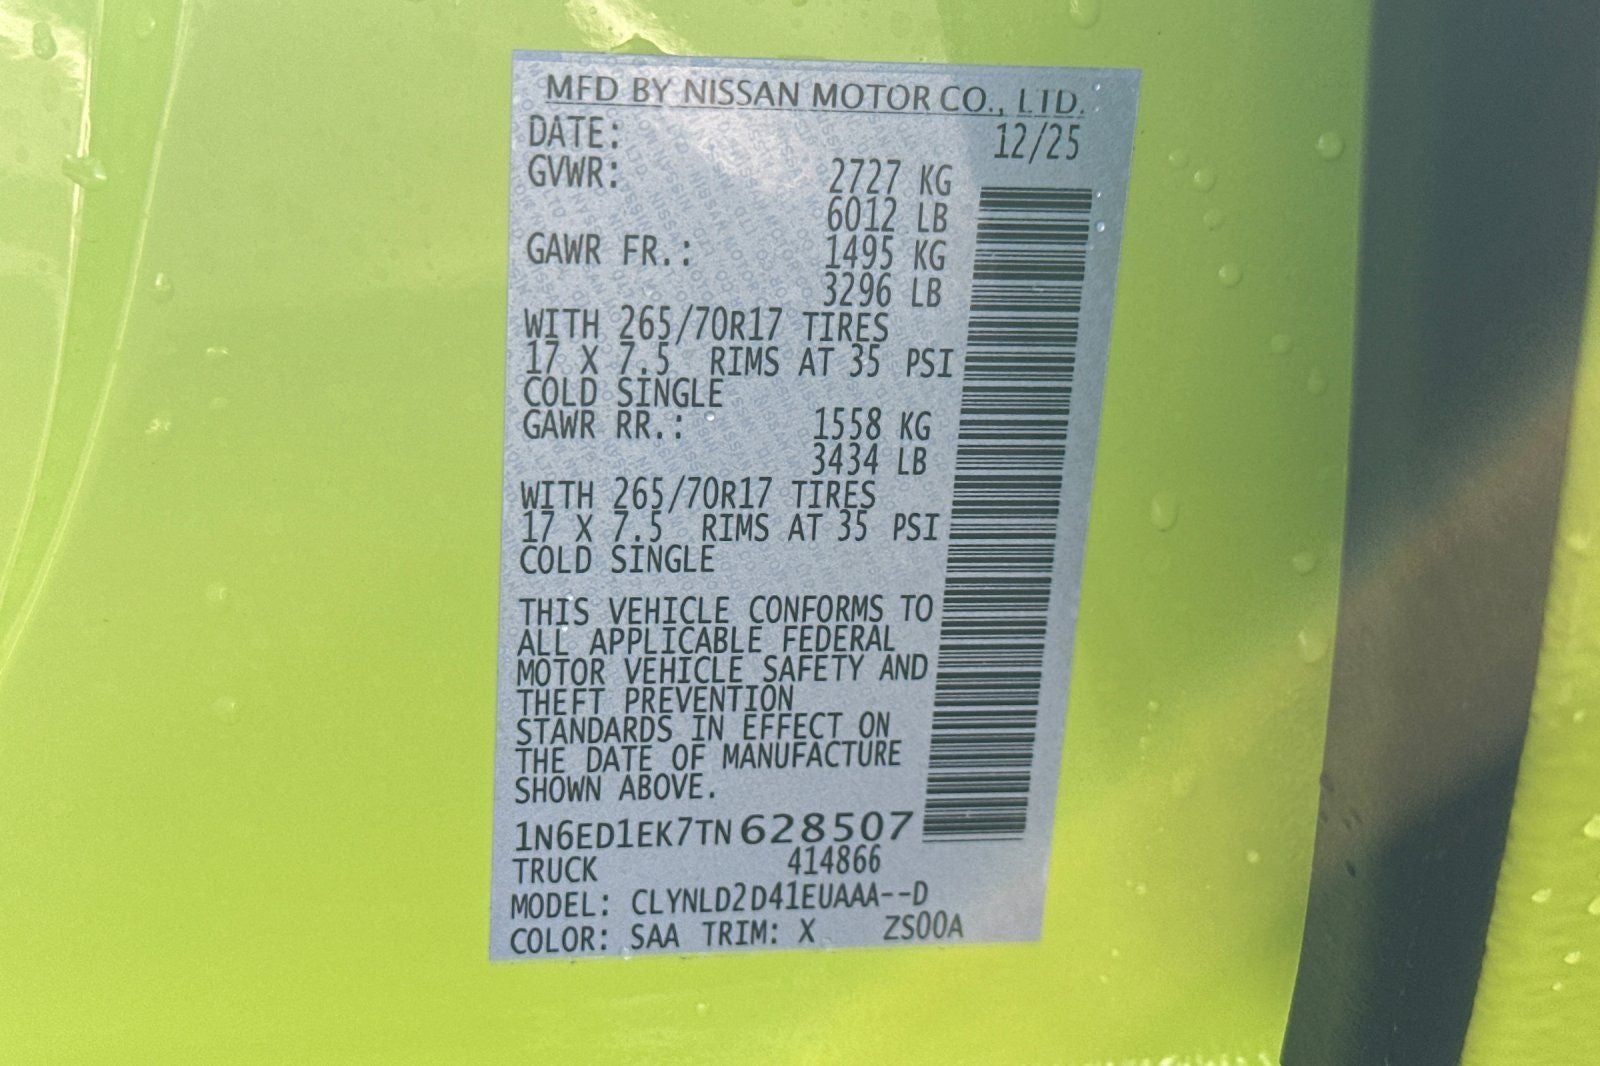 MFD BY NISSAN MOTOR CO., LTD.
DATE: 12/25
GVWR: 2727 KG
6012 LB
GAWR FR.: 1495 KG
3296 LB
WITH 265/70R17 TIRES
17 X 7.5 RIMS AT 35 PSI
COLD SINGLE
GAWR RR.: 1558 KG
3434 LB
WITH 265/70R17 TIRES
17 X 7.5 RIMS AT 35 PSI
COLD SINGLE
THIS VEHICLE CONFORMS TO
ALL APPLICABLE FEDERAL
MOTOR VEHICLE SAFETY AND
THEFT PREVENTION
STANDARDS IN EFFECT ON
THE DATE OF MANUFACTURE
SHOWN ABOVE.
1N6ED1EK7TN628507
TRUCK 414866
MODEL: CLYNLD2D41EUAAA--D
COLOR: SAA TRIM: X ZS00A